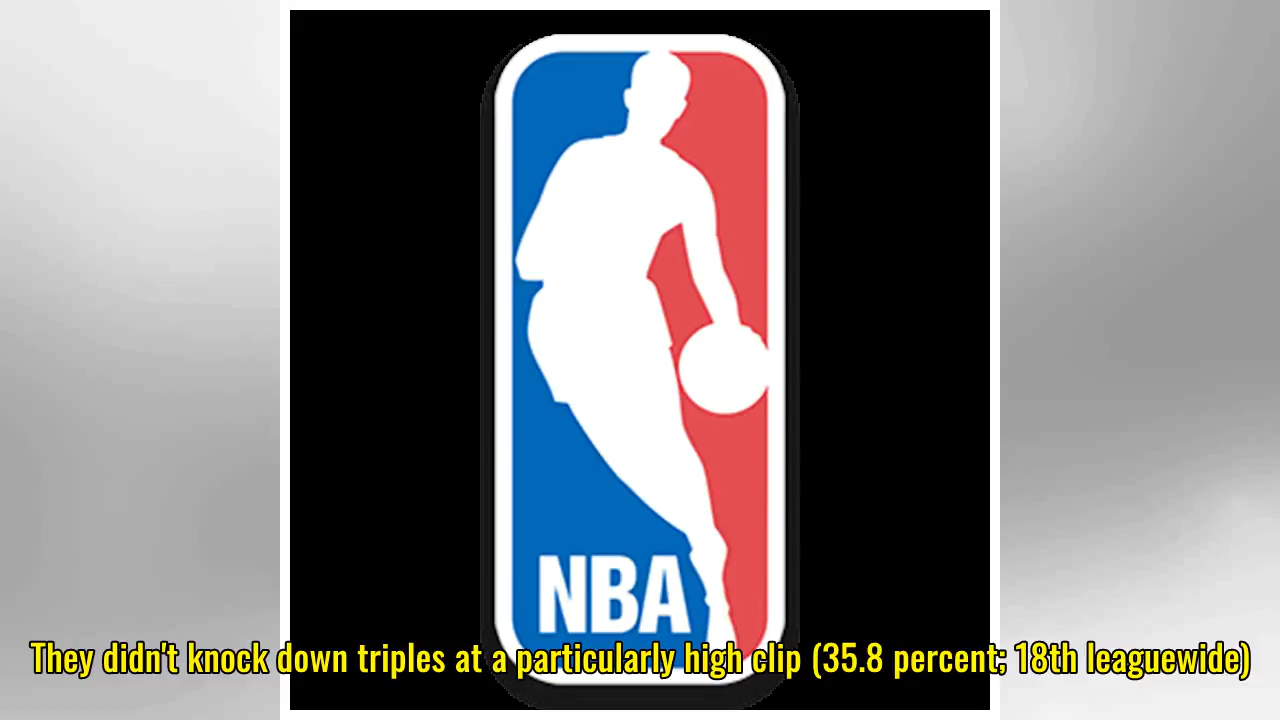 NBA
They didn't knock down triples at a particularly high clip (35.8 percent; 18th leaguewide)